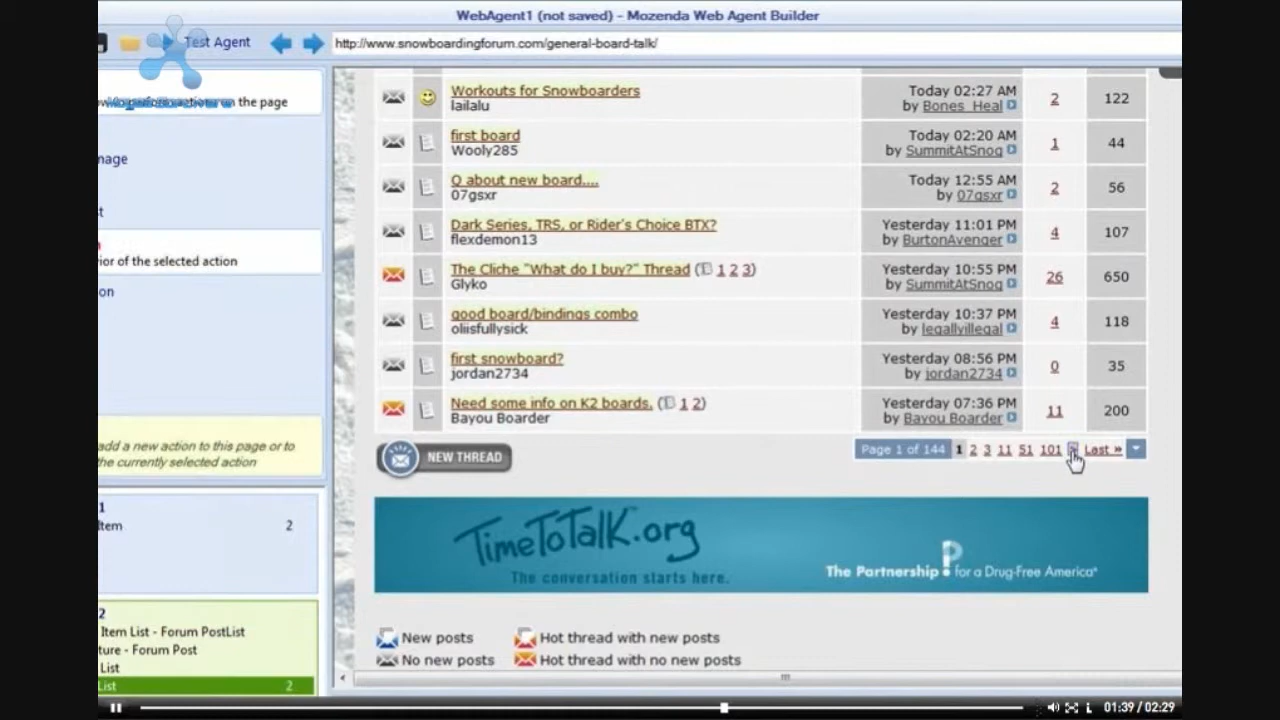 WebAgent1 (not saved) - Mozenda Web Agent Builder
Test Agent
http://www.snowboardingforum.com/general-board-talk/
on the page
mage
st
ior of the selected action
on
add a new action to this page or to
the currently selected action
1
Item 2
2
Item List - Forum PostList
ture - Forum Post
List
List 2
Workouts for Snowboarders
lailalu
Today 02:27 AM
by Bones_Heal
2
122
first board
Wooly285
Today 02:20 AM
by SummitAtSnoq
1
44
Q about new board....
07gsxr
Today 12:55 AM
by 07gsxr
2
56
Dark Series, TRS, or Rider's Choice BTX?
flexdemon13
Yesterday 11:01 PM
by BurtonAvenger
4
107
The Cliche "What do I buy?" Thread ( 1 2 3)
Glyko
Yesterday 10:55 PM
by SummitAtSnoq
26
650
good board/bindings combo
oliisfullysick
Yesterday 10:37 PM
by legallyillegal
4
118
first snowboard?
jordan2734
Yesterday 08:56 PM
by jordan2734
0
35
Need some info on K2 boards. ( 1 2)
Bayou Boarder
Yesterday 07:36 PM
by Bayou Boarder
11
200
NEW THREAD
Page 1 of 144 1 2 3 11 51 101 Last »
TimeToTalk.org
The conversation starts here.
The Partnership for a Drug-Free America®
New posts
Hot thread with new posts
No new posts
Hot thread with no new posts
01:39 / 02:29